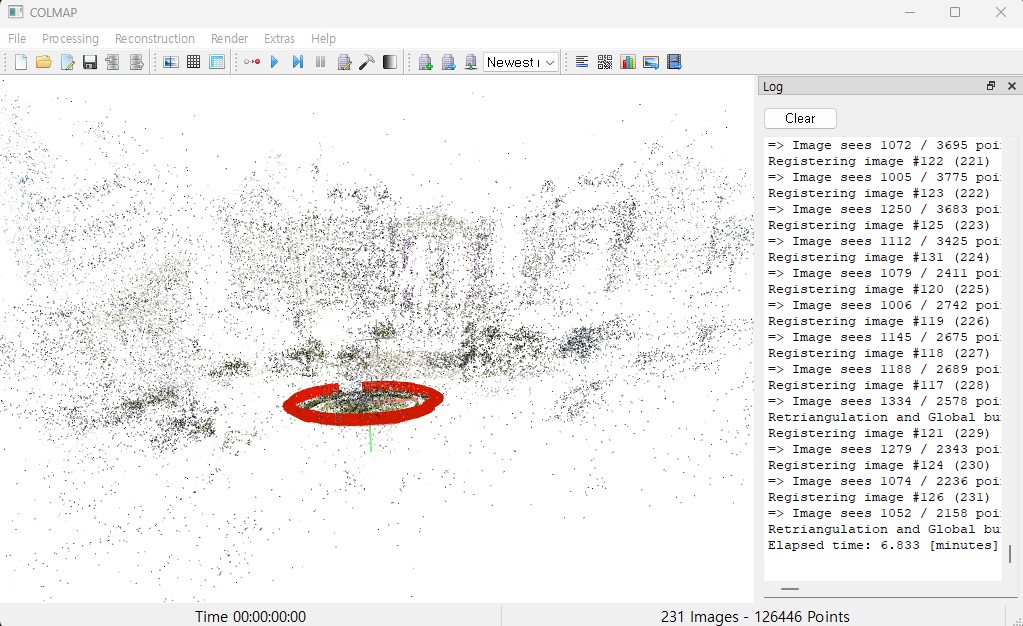 COLMAP
File Processing Reconstruction Render Extras Help
Newest
Log
Clear
=> Image sees 1072 / 3695 poi
Registering image #122 (221)
=> Image sees 1005 / 3775 poi
Registering image #123 (222)
=> Image sees 1250 / 3683 poi
Registering image #125 (223)
=> Image sees 1112 / 3425 poi
Registering image #131 (224)
=> Image sees 1079 / 2411 poi
Registering image #120 (225)
=> Image sees 1006 / 2742 poi
Registering image #119 (226)
=> Image sees 1145 / 2675 poi
Registering image #118 (227)
=> Image sees 1188 / 2689 poi
Registering image #117 (228)
=> Image sees 1334 / 2578 poi
Retriangulation and Global bu
Registering image #121 (229)
=> Image sees 1279 / 2343 poi
Registering image #124 (230)
=> Image sees 1074 / 2236 poi
Registering image #126 (231)
=> Image sees 1052 / 2158 poi
Retriangulation and Global bu
Elapsed time: 6.833 [minutes]
Time 00:00:00:00
231 Images - 126446 Points